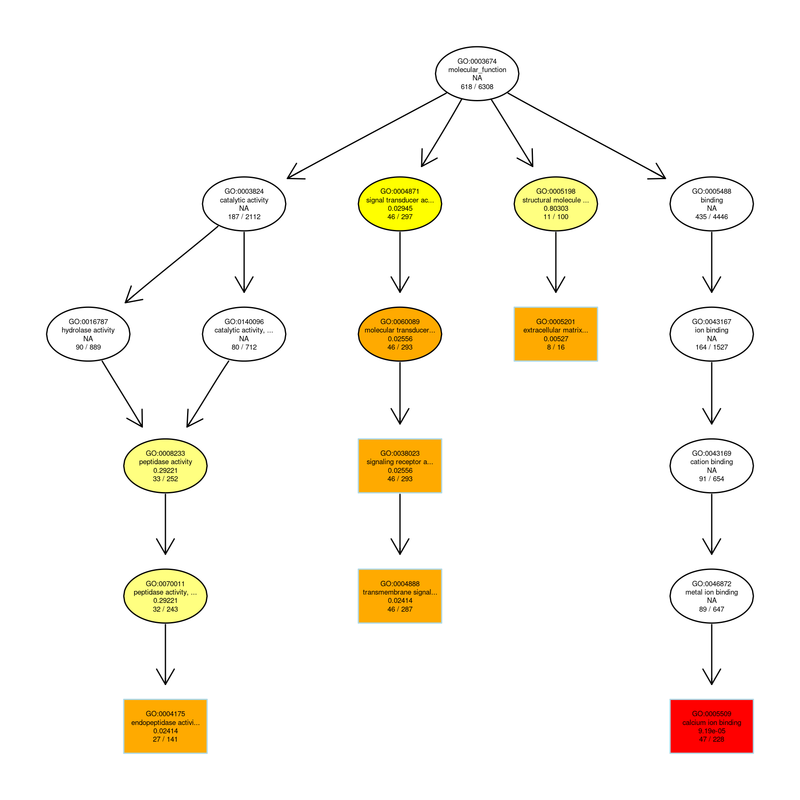 GO:0003674
molecular_function
NA
618 / 6308
GO:0003824
catalytic activity
NA
187 / 2112
GO:0004871
signal transducer ac...
0.02945
46 / 297
GO:0005198
structural molecule ...
0.80303
11 / 100
GO:0005488
binding
NA
435 / 4446
GO:0016787
hydrolase activity
NA
90 / 889
GO:0140096
catalytic activity, ...
NA
80 / 712
GO:0060089
molecular transducer...
0.02556
46 / 293
GO:0005201
extracellular matrix...
0.00527
8 / 16
GO:0043167
ion binding
NA
164 / 1527
GO:0008233
peptidase activity
0.29221
33 / 252
GO:0038023
signaling receptor a...
0.02556
46 / 293
GO:0043169
cation binding
NA
91 / 654
GO:0070011
peptidase activity, ...
0.29221
32 / 243
GO:0004888
transmembrane signal...
0.02414
46 / 287
GO:0046872
metal ion binding
NA
89 / 647
GO:0004175
endopeptidase activi...
0.02414
27 / 141
GO:0005509
calcium ion binding
47 / 228